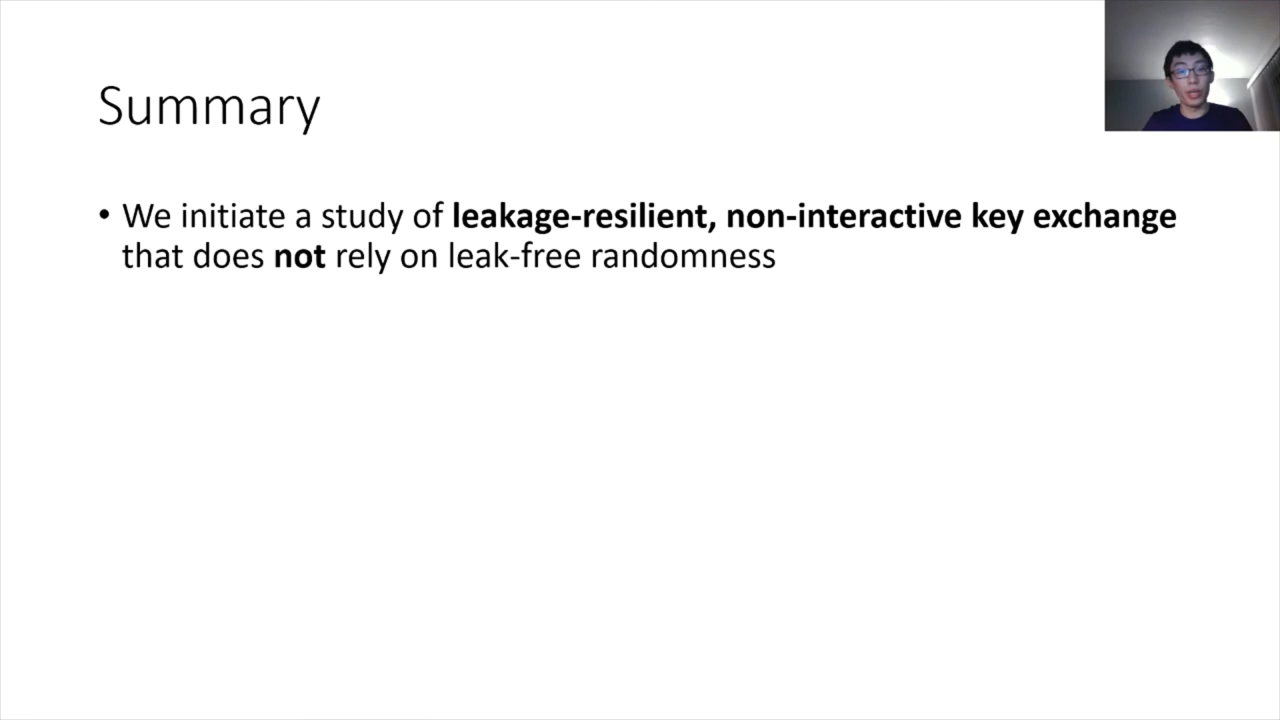 Summary
• We initiate a study of leakage-resilient, non-interactive key exchange
that does not rely on leak-free randomness